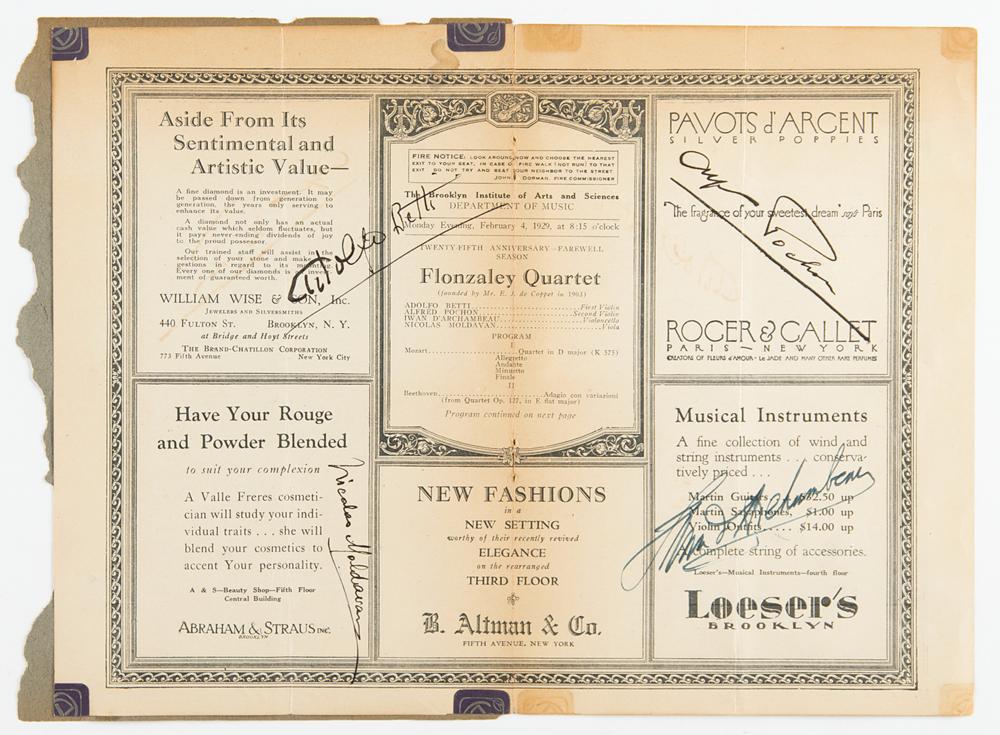 Aside From Its
Sentimental and
Artistic Value—
A fine diamond is an investment. It may
be passed down from generation to
generation, the years only serving to
enhance its value.
A diamond not only has an actual
cash value which seldom fluctuates, but
it pays never-ending dividends of joy
to the proud possessor.
Our trained staff will assist in the
selection of your stone and make
gestions in regard to its
Every one of our diamonds is
ment of guaranteed worth.
WILLIAM WISE & SON, Inc.
JEWELERS AND SILVERSMITHS
440 FULTON ST. BROOKLYN, N. Y.
at Bridge and Hoyt Streets
THE BRAND-CHATILLON CORPORATION
773 Fifth Avenue New York City
Adolfo Betti
FIRE NOTICE: LOOK AROUND NOW AND CHOOSE THE NEAREST
EXIT TO YOUR SEAT. IN CASE OF FIRE WALK (NOT RUN) TO THAT
EXIT DO NOT TRY AND BEAT YOUR NEIGHBOR TO THE STREET.
JOHN J. DORMAN, FIRE COMMISSIONER
The Brooklyn Institute of Arts and Sciences
DEPARTMENT OF MUSIC
Monday Evening, February 4, 1929, at 8:15 o'clock
TWENTY-FIFTH ANNIVERSARY—FAREWELL
SEASON
Flonzaley Quartet
(founded by Mr. E. J. de Coppet in 1903)
ADOLFO BETTI....First Violin
ALFRED POCHON....Second Violin
IWAN D'ARCHAMBEAU....Violoncello
NICOLAS MOLDAVAN....Viola
PROGRAM
I
Mozart....Quartet in D major (K 575)
Allegretto
Andante
Minuetto
Finale
II
Beethoven....Adagio con variazioni
(from Quartet Op. 127, in E flat major)
Program continued on next page
PAVOTS d'ARGENT
SILVER POPPIES
Alfred Pochon
"The fragrance of your sweetest dream" says Paris
ROGER & GALLET
PARIS ~ NEW YORK
CREATORS OF FLEURS d'AMOUR - Le JADE AND MANY OTHER RARE PERFUMES
Have Your Rouge
and Powder Blended
to suit your complexion
A Valle Freres cosmeti-
cian will study your indi-
vidual traits . . . she will
blend your cosmetics to
accent Your personality.
A & S—Beauty Shop—Fifth Floor
Central Building
ABRAHAM & STRAUS INC.
BROOKLYN
Nicolas Moldavan
NEW FASHIONS
in a
NEW SETTING
worthy of their recently revived
ELEGANCE
on the rearranged
THIRD FLOOR
B. Altman & Co.
FIFTH AVENUE, NEW YORK
Musical Instruments
A fine collection of wind and
string instruments . . . conserva-
tively priced . . .
Martin Guitars 2.50 up
Martin Saxophones, $1.00 up
Violin Outfits..... $14.00 up
A complete string of accessories.
Loeser's—Musical Instruments—fourth floor
Iwan d'Archambeau
Loeser's
BROOKLYN